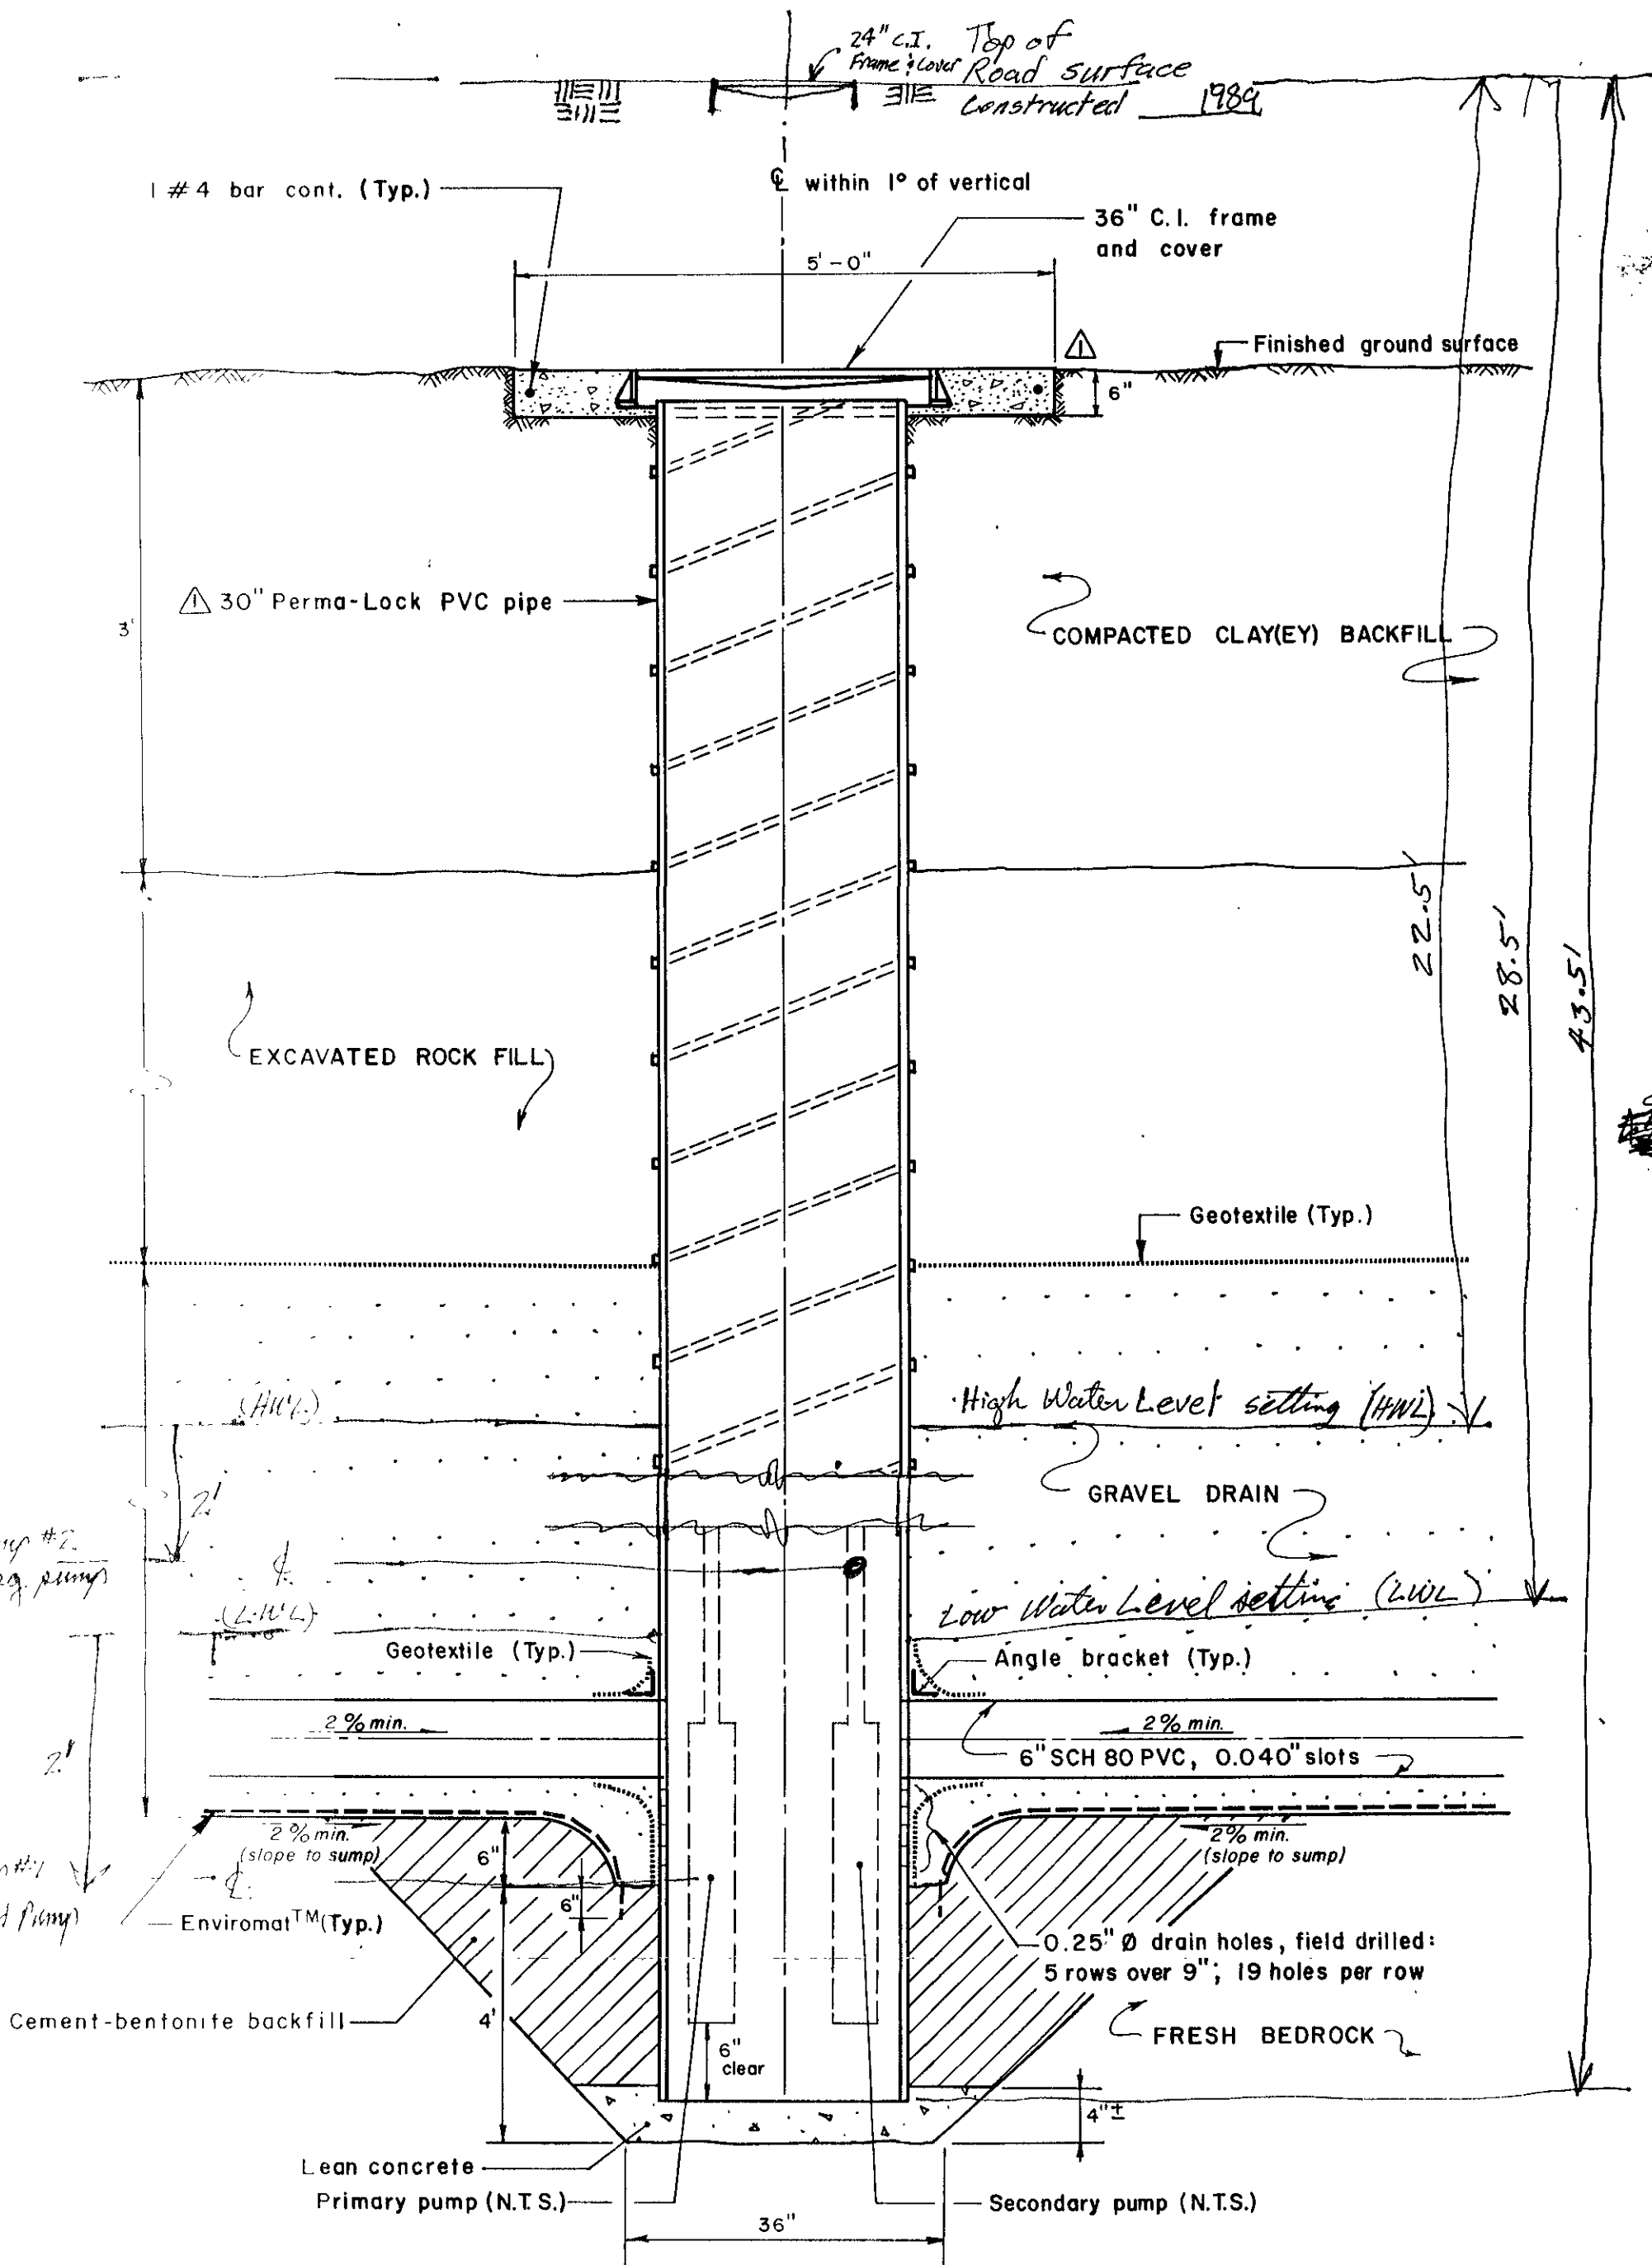 24" C.I. Top of
Frame & Cover Road surface
Constructed 1989
1 #4 bar cont. (Typ.)
℄ within 1° of vertical
36" C.I. frame
and cover
5'-0"
1
Finished ground surface
6"
1 30" Perma-Lock PVC pipe
3'
COMPACTED CLAY(EY) BACKFILL
22.5'
28.5'
43.5'
EXCAVATED ROCK FILL
Geotextile (Typ.)
(HWL)
High Water Level setting (HWL)
2'
GRAVEL DRAIN
#2
pump
℄
(LWL)
Low Water Level setting (LWL)
Geotextile (Typ.)
Angle bracket (Typ.)
2% min.
2% min.
6" SCH 80 PVC, 0.040" slots
2'
2% min.
(slope to sump)
2% min.
(slope to sump)
6"
℄
6"
Pump
Enviromat™(Typ.)
0.25" Ø drain holes, field drilled:
5 rows over 9"; 19 holes per row
Cement-bentonite backfill
4'
FRESH BEDROCK
6"
clear
4"±
Lean concrete
Primary pump (N.T.S.)
Secondary pump (N.T.S.)
36"